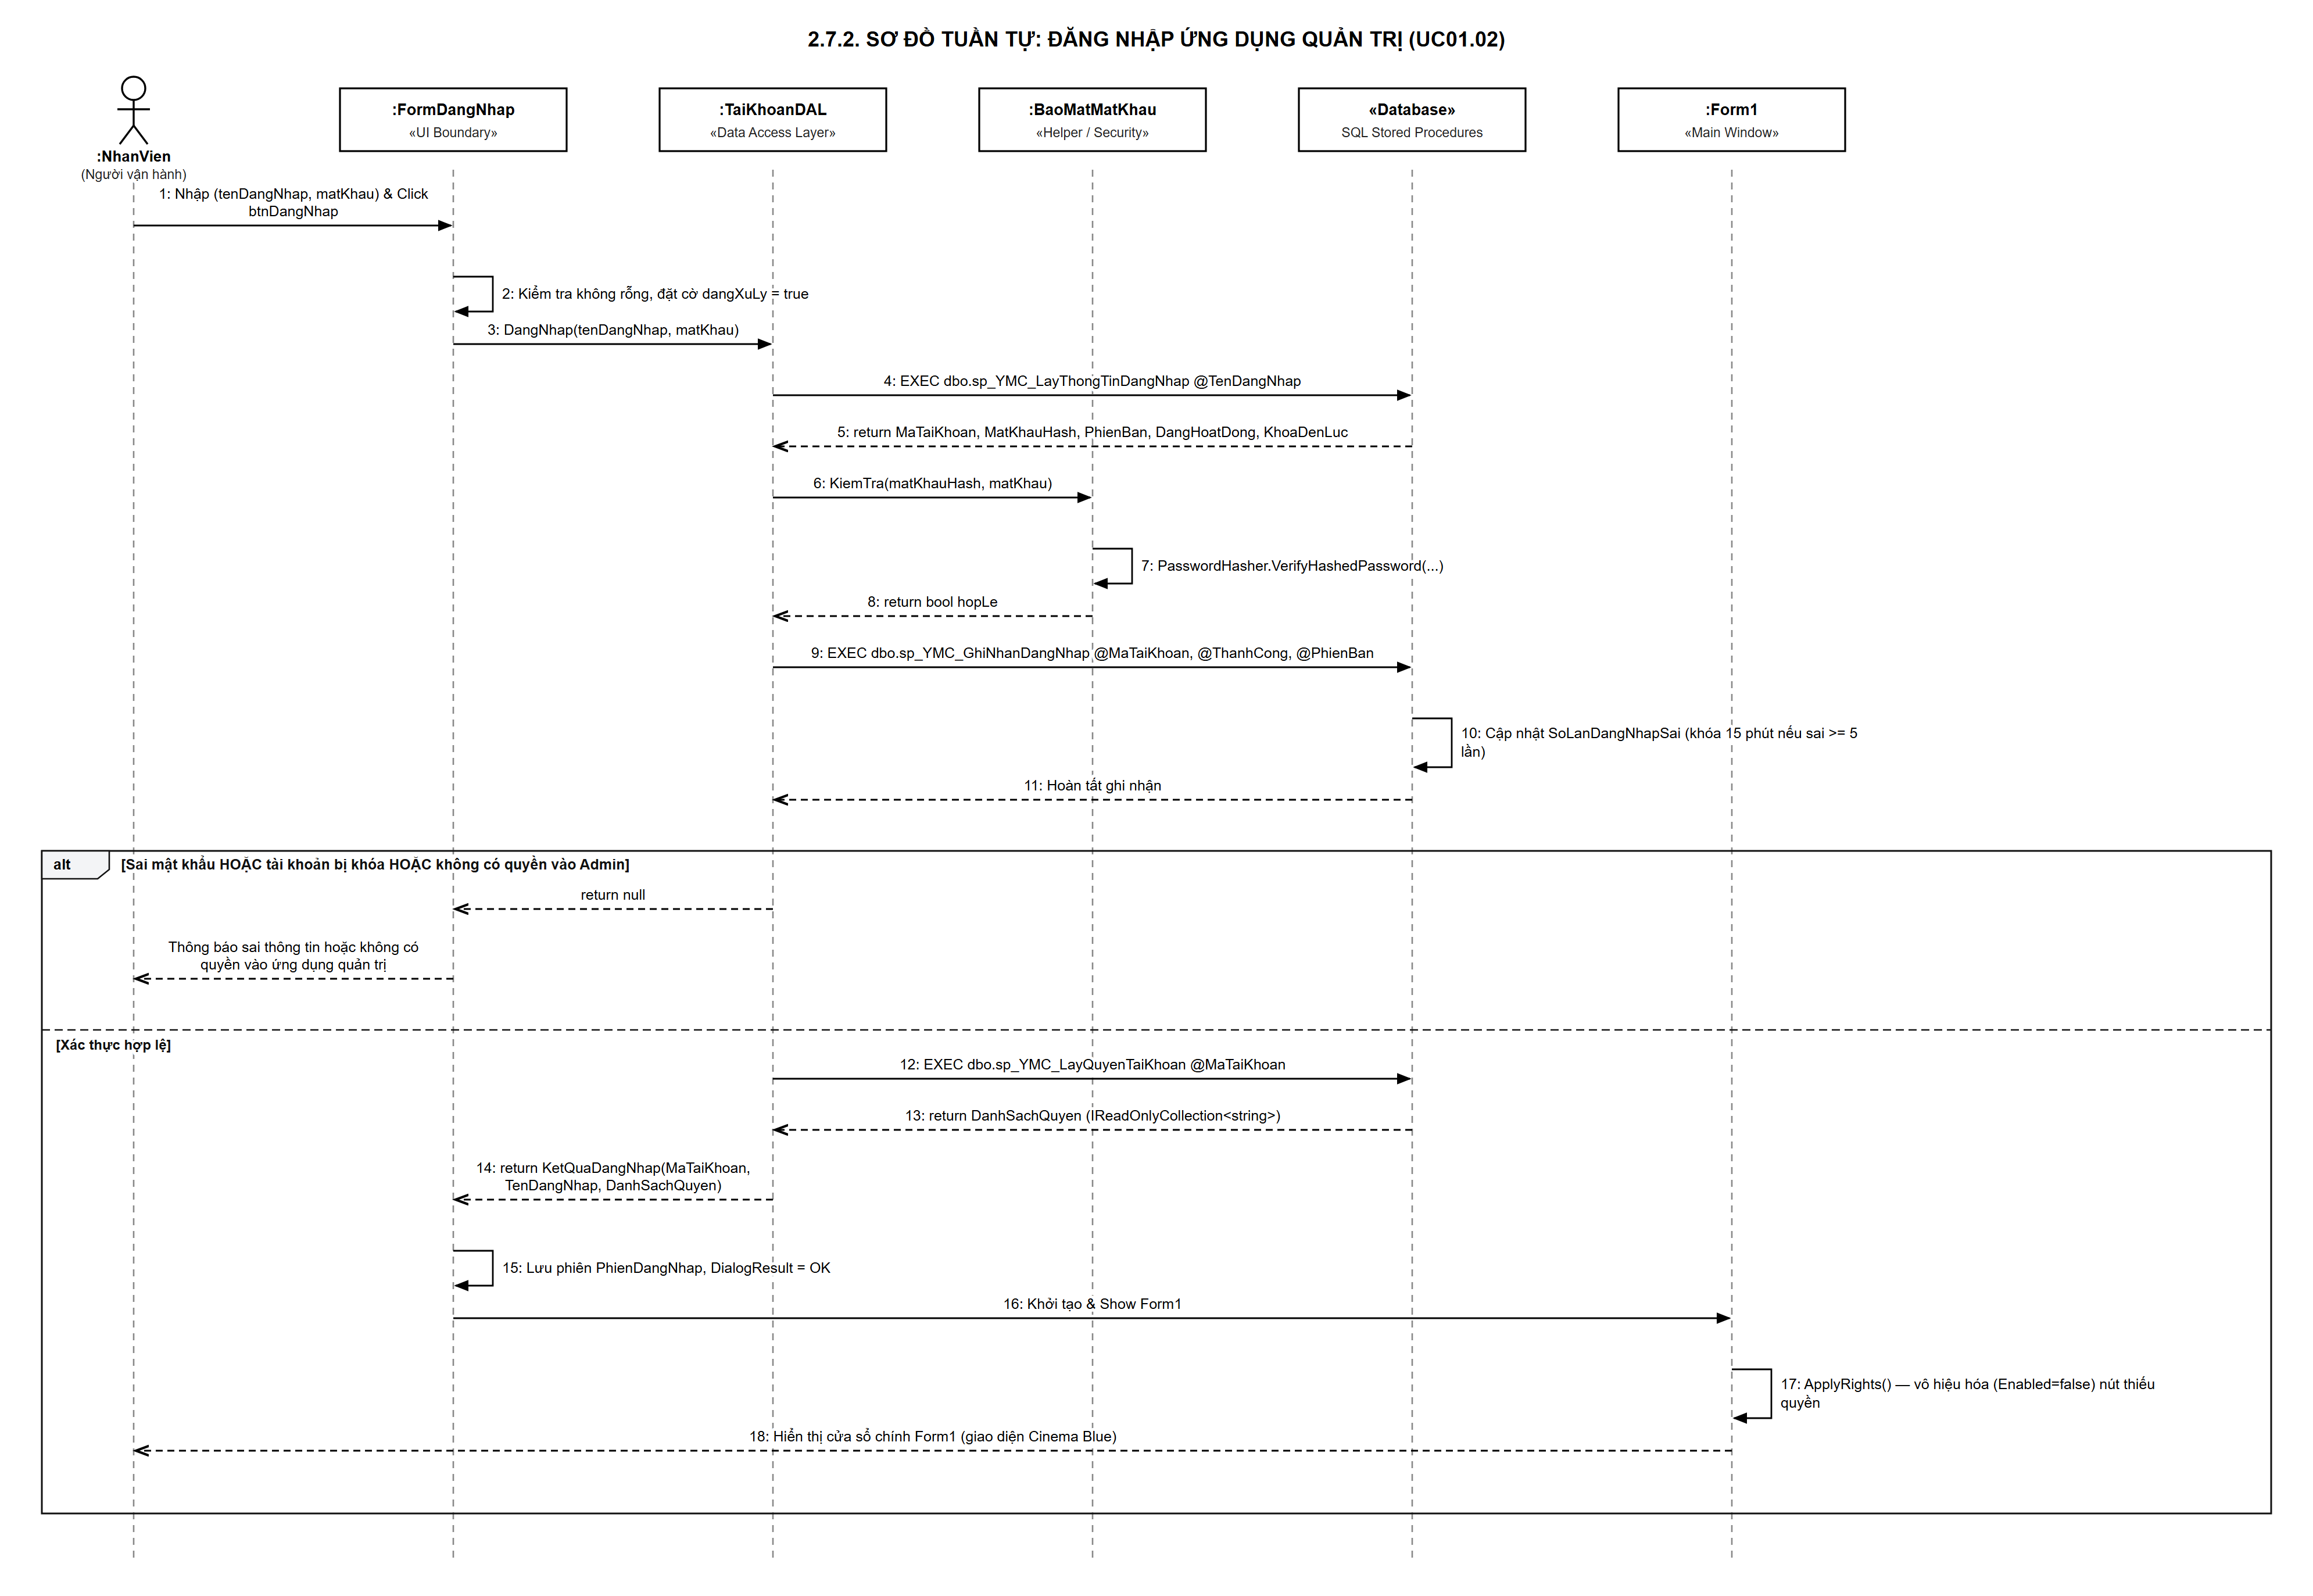 2.7.2. SƠ ĐỒ TUẦN TỰ: ĐĂNG NHẬP ỨNG DỤNG QUẢN TRỊ (UC01.02)
:NhanVien
(Người vận hành)
:FormDangNhap
«UI Boundary»
:TaiKhoanDAL
«Data Access Layer»
:BaoMatMatKhau
«Helper / Security»
«Database»
SQL Stored Procedures
:Form1
«Main Window»
1: Nhập (tenDangNhap, matKhau) & Click
btnDangNhap
2: Kiểm tra không rỗng, đặt cờ dangXuLy = true
3: DangNhap(tenDangNhap, matKhau)
4: EXEC dbo.sp_YMC_LayThongTinDangNhap @TenDangNhap
5: return MaTaiKhoan, MatKhauHash, PhienBan, DangHoatDong, KhoaDenLuc
6: KiemTra(matKhauHash, matKhau)
7: PasswordHasher.VerifyHashedPassword(...)
8: return bool hopLe
9: EXEC dbo.sp_YMC_GhiNhanDangNhap @MaTaiKhoan, @ThanhCong, @PhienBan
10: Cập nhật SoLanDangNhapSai (khóa 15 phút nếu sai >= 5
lần)
11: Hoàn tất ghi nhận
alt
[Sai mật khẩu HOẶC tài khoản bị khóa HOẶC không có quyền vào Admin]
return null
Thông báo sai thông tin hoặc không có
quyền vào ứng dụng quản trị
[Xác thực hợp lệ]
12: EXEC dbo.sp_YMC_LayQuyenTaiKhoan @MaTaiKhoan
13: return DanhSachQuyen (IReadOnlyCollection<string>)
14: return KetQuaDangNhap(MaTaiKhoan,
TenDangNhap, DanhSachQuyen)
15: Lưu phiên PhienDangNhap, DialogResult = OK
16: Khởi tạo & Show Form1
17: ApplyRights() — vô hiệu hóa (Enabled=false) nút thiếu
quyền
18: Hiển thị cửa sổ chính Form1 (giao diện Cinema Blue)